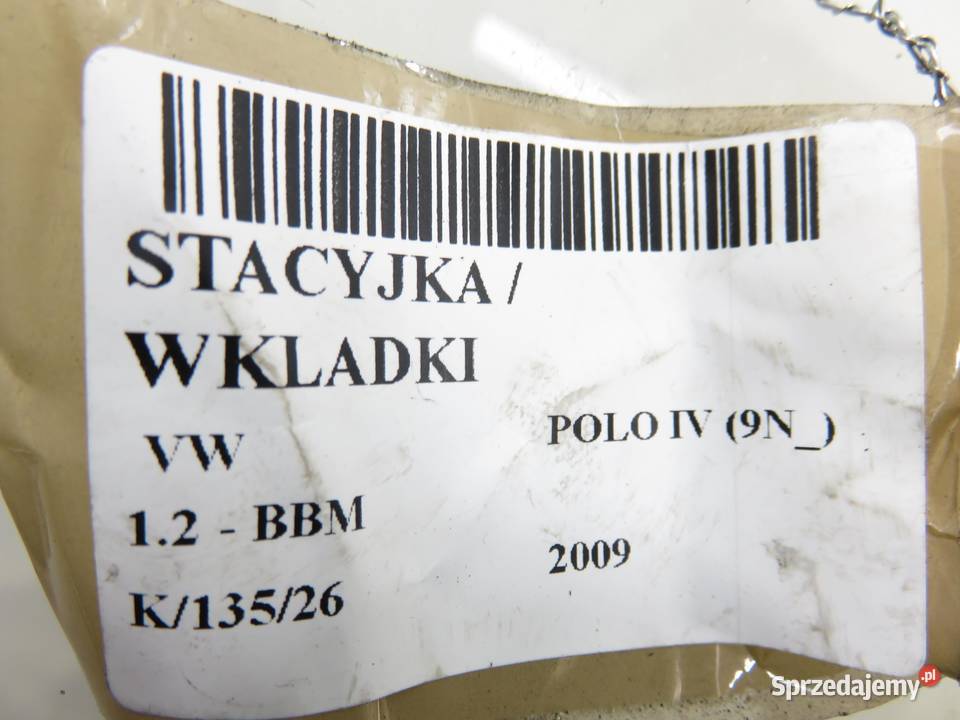 STACYJKA /
WKLADKI
VW POLO IV (9N_)
1.2 - BBM
2009
K/135/26
Sprzedajemy.pl